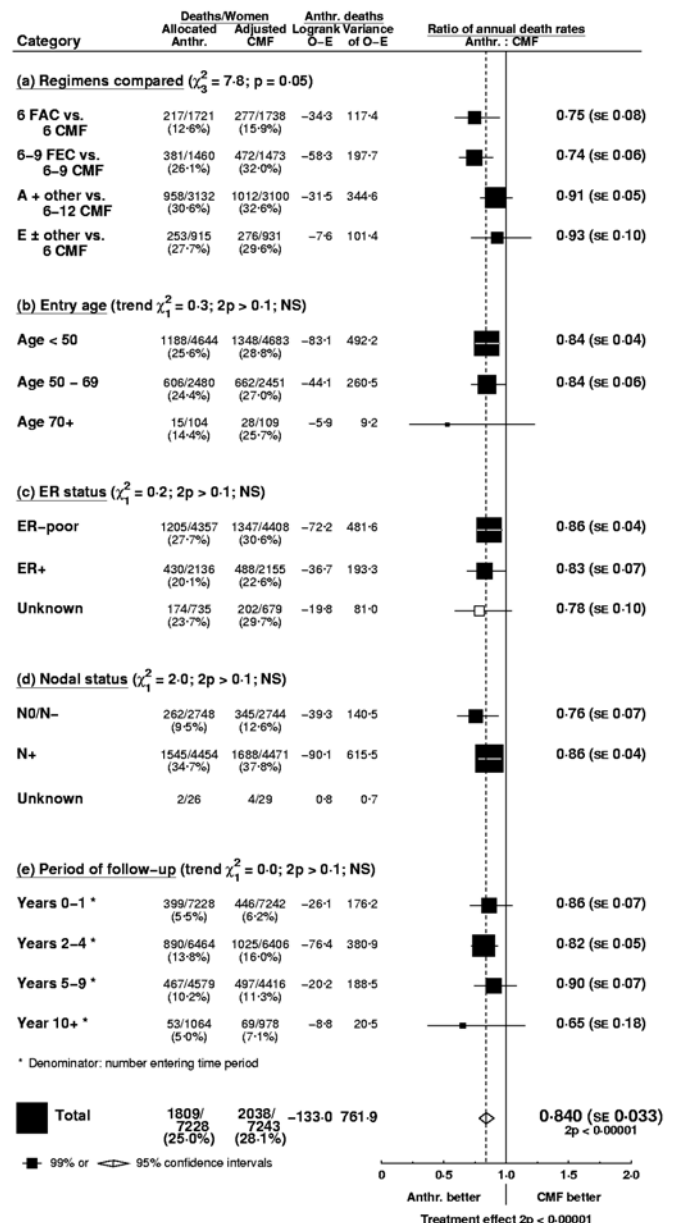 Deaths/Women Anthr. deaths
Allocated Adjusted Logrank Variance Ratio of annual death rates
Category Anthr. CMF O–E of O–E Anthr. : CMF
(a) Regimens compared (χ²₃ = 7·8; p = 0·05)
6 FAC vs. 217/1721 277/1738 −34·3 117·4 0·75 (SE 0·08)
6 CMF (12·6%) (15·9%)
6–9 FEC vs. 381/1460 472/1473 −58·3 197·7 0·74 (SE 0·06)
6–9 CMF (26·1%) (32·0%)
A + other vs. 958/3132 1012/3100 −31·5 344·6 0·91 (SE 0·05)
6–12 CMF (30·6%) (32·6%)
E ± other vs. 253/915 276/931 −7·6 101·4 0·93 (SE 0·10)
6 CMF (27·7%) (29·6%)
(b) Entry age (trend χ²₁ = 0·3; 2p > 0·1; NS)
Age < 50 1188/4644 1348/4683 −83·1 492·2 0·84 (SE 0·04)
(25·6%) (28·8%)
Age 50 – 69 606/2480 662/2451 −44·1 260·5 0·84 (SE 0·06)
(24·4%) (27·0%)
Age 70+ 15/104 28/109 −5·9 9·2
(14·4%) (25·7%)
(c) ER status (χ²₁ = 0·2; 2p > 0·1; NS)
ER–poor 1205/4357 1347/4408 −72·2 481·6 0·86 (SE 0·04)
(27·7%) (30·6%)
ER+ 430/2136 488/2155 −36·7 193·3 0·83 (SE 0·07)
(20·1%) (22·6%)
Unknown 174/735 202/679 −19·8 81·0 0·78 (SE 0·10)
(23·7%) (29·7%)
(d) Nodal status (χ²₁ = 2·0; 2p > 0·1; NS)
N0/N– 262/2748 345/2744 −39·3 140·5 0·76 (SE 0·07)
(9·5%) (12·6%)
N+ 1545/4454 1688/4471 −90·1 615·5 0·86 (SE 0·04)
(34·7%) (37·8%)
Unknown 2/26 4/29 0·8 0·7
(e) Period of follow–up (trend χ²₁ = 0·0; 2p > 0·1; NS)
Years 0–1 * 399/7228 446/7242 −26·1 176·2 0·86 (SE 0·07)
(5·5%) (6·2%)
Years 2–4 * 890/6464 1025/6406 −76·4 380·9 0·82 (SE 0·05)
(13·8%) (16·0%)
Years 5–9 * 467/4579 497/4416 −20·2 188·5 0·90 (SE 0·07)
(10·2%) (11·3%)
Year 10+ * 53/1064 69/978 −8·8 20·5 0·65 (SE 0·18)
(5·0%) (7·1%)
* Denominator: number entering time period
Total 1809/ 2038/ −133·0 761·9 0·840 (SE 0·033)
7228 7243 2p < 0·00001
(25·0%) (28·1%)
99% or 95% confidence intervals
0 0·5 1·0 1·5 2·0
Anthr. better CMF better
Treatment effect 2p < 0·00001